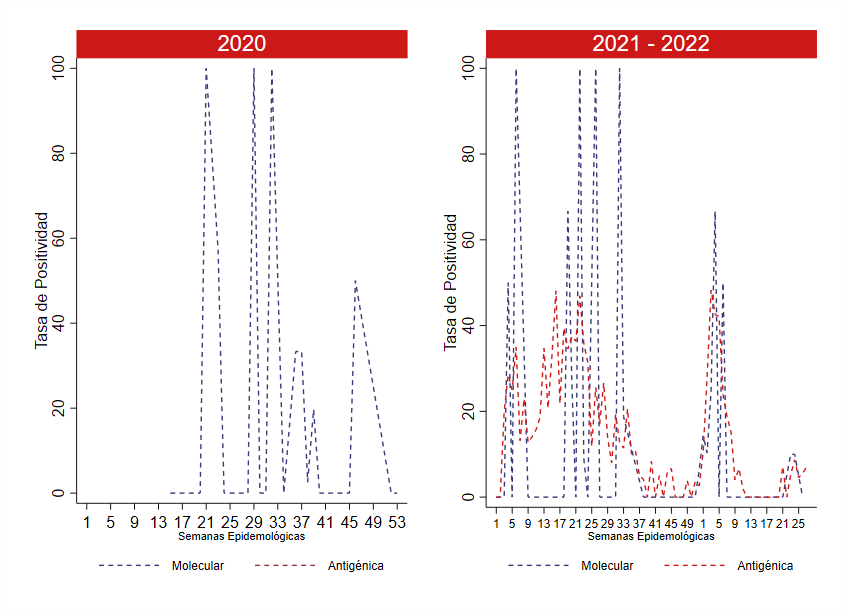 2020
100
80
60
40
20
0
Tasa de Positividad
1 5 9 13 17 21 25 29 33 37 41 45 49 53
Semanas Epidemológicas
Molecular Antigénica
2021 - 2022
100
80
60
40
20
0
Tasa de Positividad
1 5 9 13 17 21 25 29 33 37 41 45 49 1 5 9 13 17 21 25
Semanas Epidemológicas
Molecular Antigénica